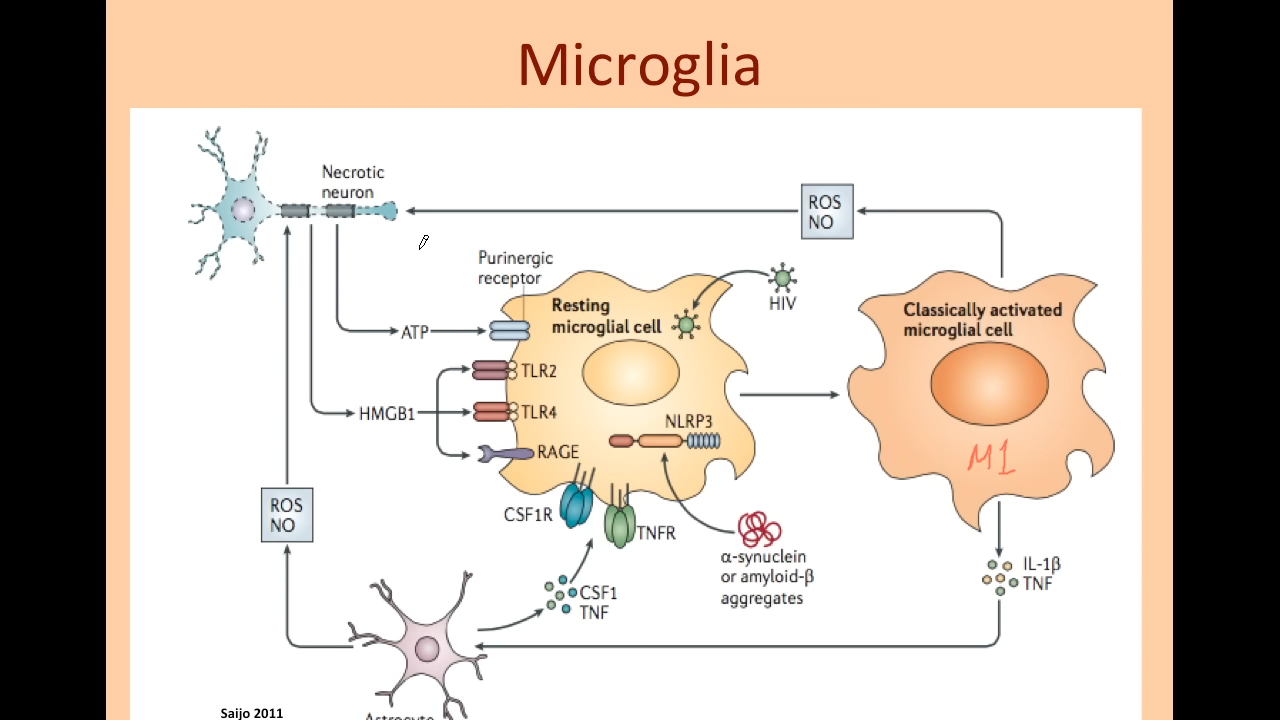 Microglia
Necrotic
neuron
ROS
NO
Purinergic
receptor
HIV
Resting
microglial cell
Classically activated
microglial cell
ATP
TLR2
HMGB1
TLR4
NLRP3
RAGE
M1
ROS
NO
CSF1R
TNFR
α-synuclein
or amyloid-β
aggregates
IL-1β
TNF
CSF1
TNF
Saijo 2011
Astrocyte